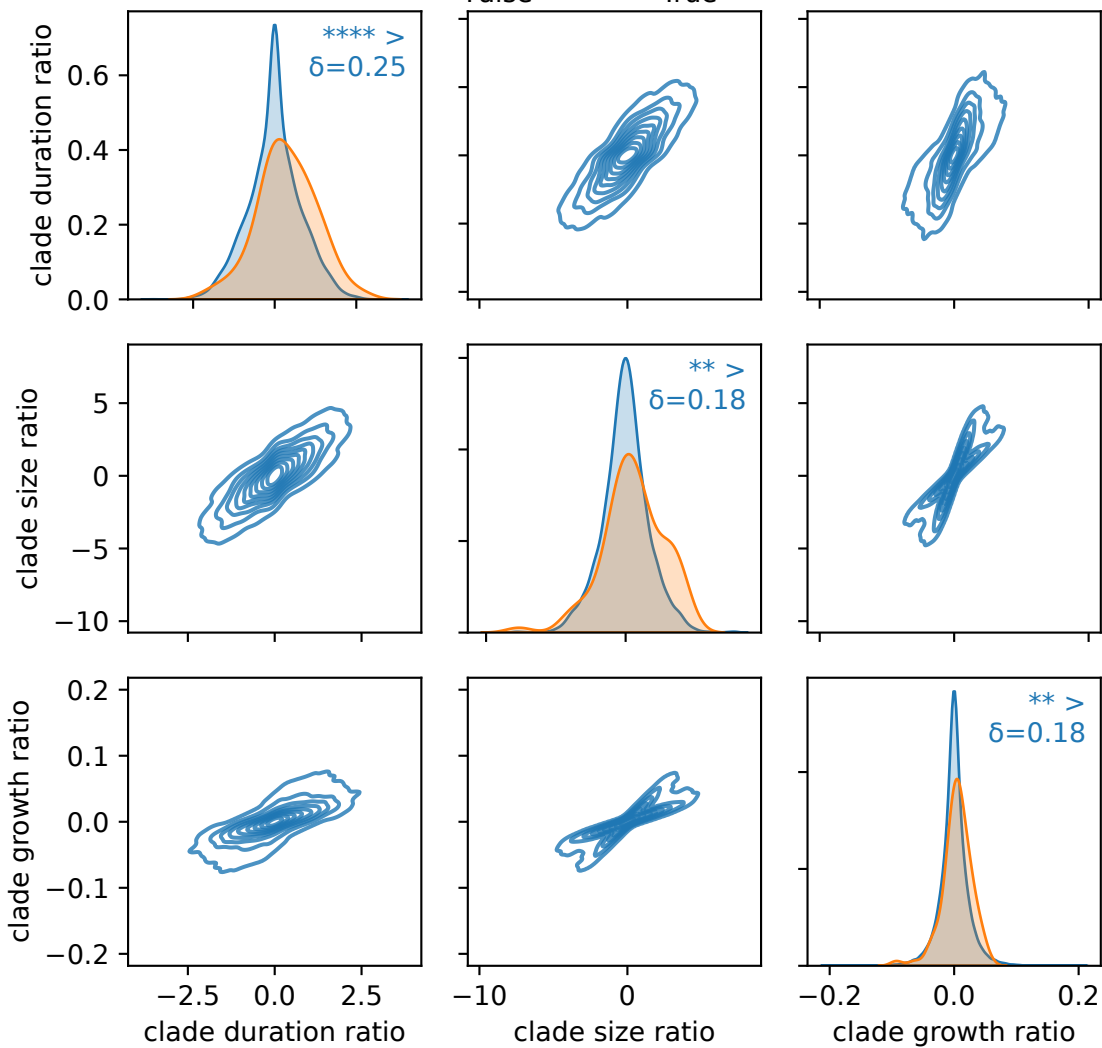 clade duration ratio
0.6
0.4
0.2
0.0
**** >
δ=0.25
clade size ratio
5
0
−5
−10
** >
δ=0.18
clade growth ratio
0.2
0.1
0.0
−0.1
−0.2
** >
δ=0.18
−2.5
0.0
2.5
−10
0
−0.2
0.0
0.2
clade duration ratio
clade size ratio
clade growth ratio